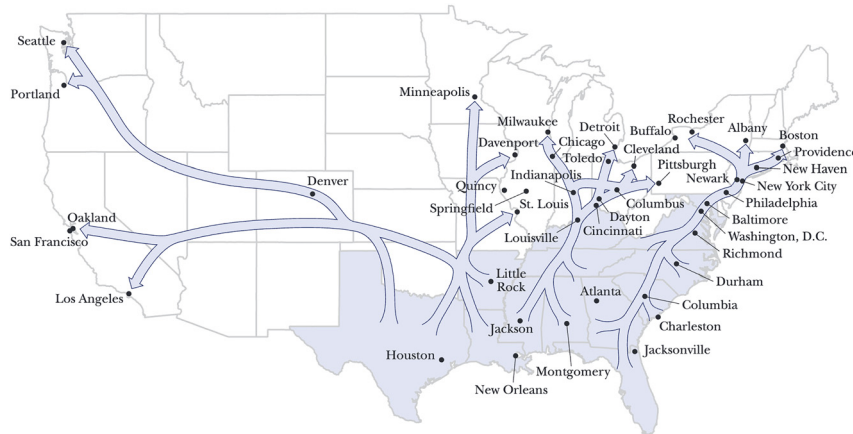 Seattle
Portland
Minneapolis
Milwaukee
Davenport
Chicago
Detroit
Toledo
Buffalo
Rochester
Cleveland
Albany
Boston
Providence
Pittsburgh
New Haven
Newark
New York City
Indianapolis
Denver
Quincy
Springfield
St. Louis
Columbus
Dayton
Cincinnati
Philadelphia
Baltimore
Washington, D.C.
Oakland
San Francisco
Louisville
Richmond
Durham
Los Angeles
Little
Rock
Atlanta
Columbia
Charleston
Jackson
Jacksonville
Houston
Montgomery
New Orleans